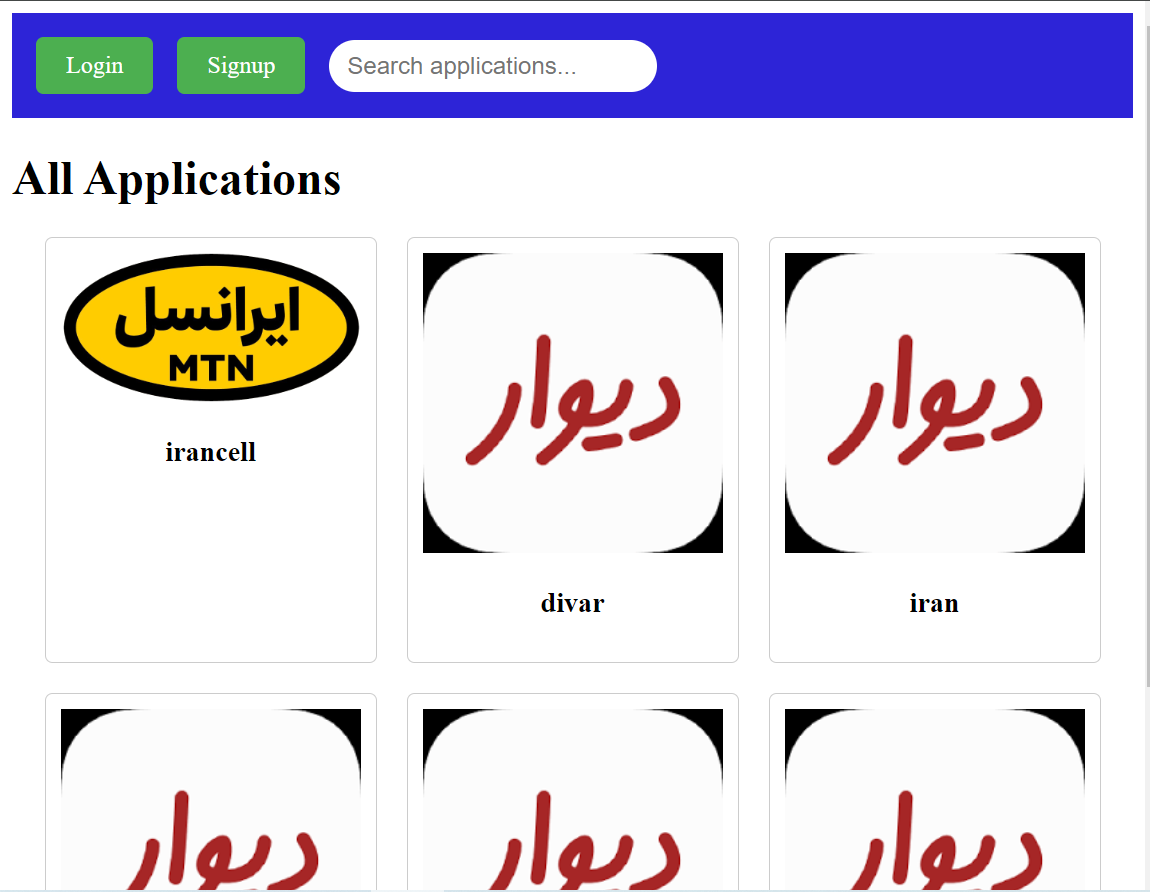 Login
Signup
Search applications...
All Applications
ایرانسل
MTN
irancell
دیوار
divar
دیوار
iran
دیوار
دیوار
دیوار